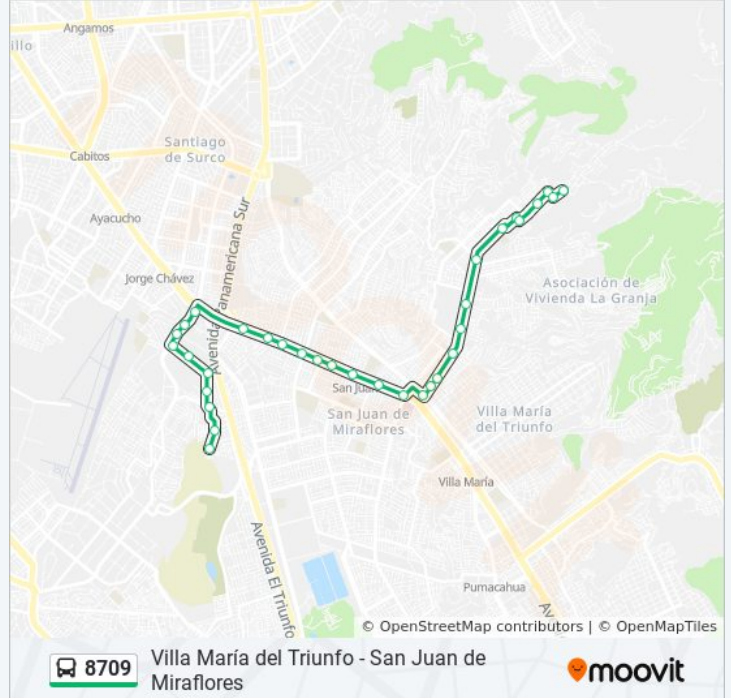 Angamos
illo
Santiago
de Surco
Cabitos
Ayacucho
Avenida Panamericana Sur
Jorge Chávez
Asociación de
Vivienda La Granja
San Juan
San Juan de
Miraflores
Villa María
del Triunfo
Villa María
Avenida El Triunfo
Pumacahua
Av
© OpenStreetMap contributors | © OpenMapTiles
8709
Villa María del Triunfo - San Juan de
Miraflores
moovit